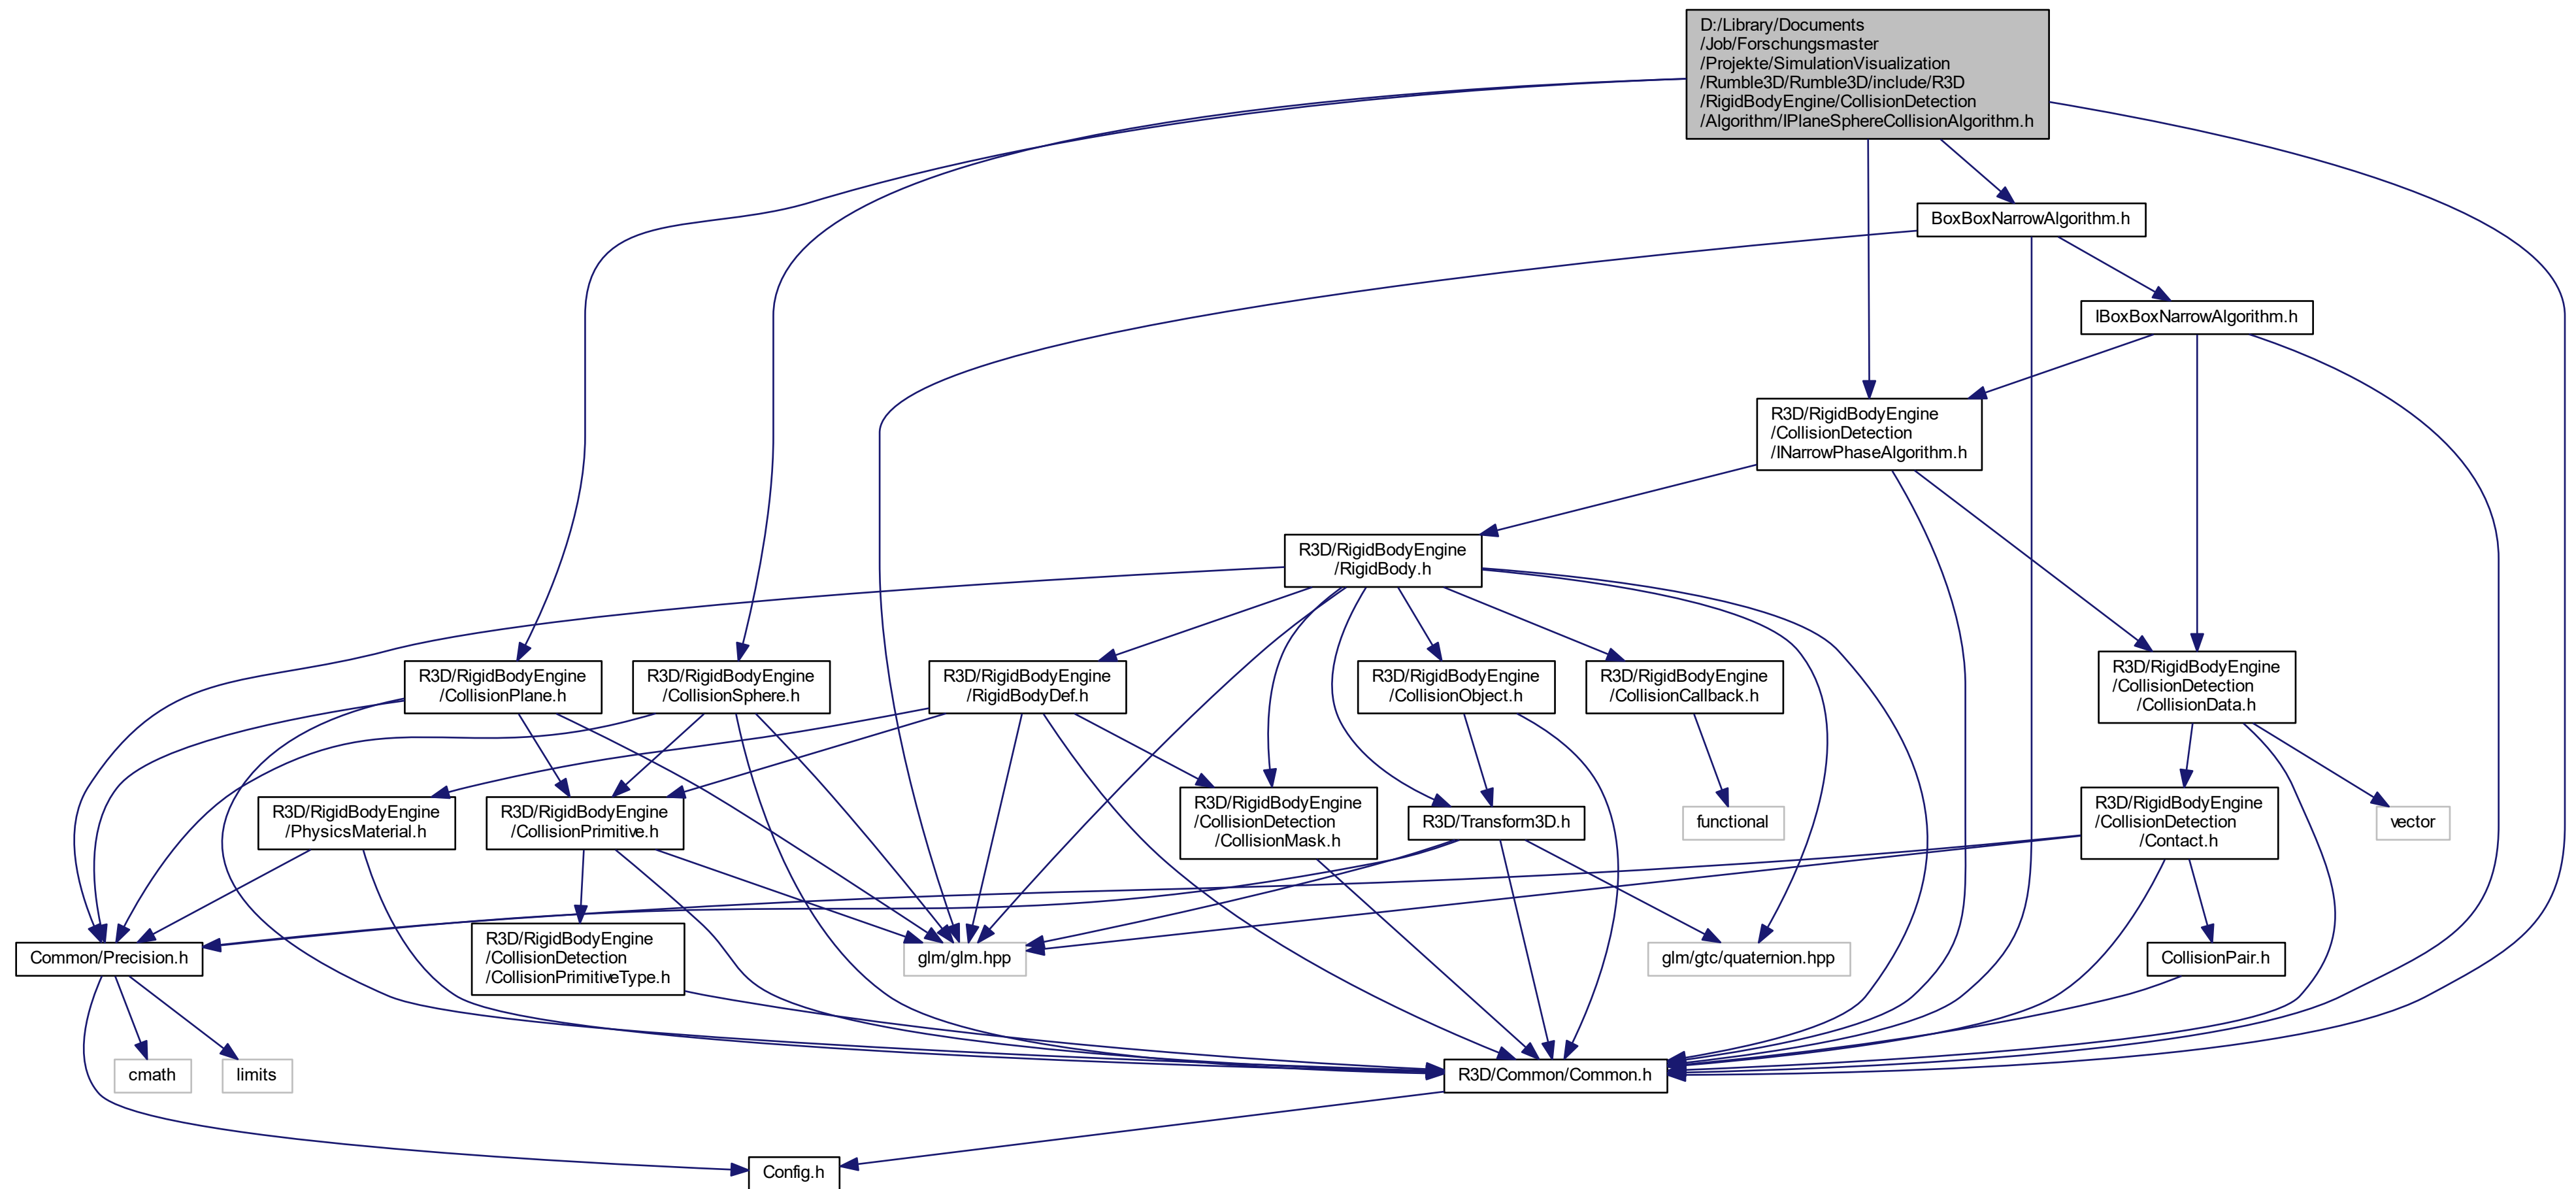 D:/Library/Documents
/Job/Forschungsmaster
/Projekte/SimulationVisualization
/Rumble3D/Rumble3D/include/R3D
/RigidBodyEngine/CollisionDetection
/Algorithm/IPlaneSphereCollisionAlgorithm.h
BoxBoxNarrowAlgorithm.h
IBoxBoxNarrowAlgorithm.h
R3D/RigidBodyEngine
/CollisionDetection
/INarrowPhaseAlgorithm.h
R3D/RigidBodyEngine
/RigidBody.h
R3D/RigidBodyEngine
/CollisionPlane.h
R3D/RigidBodyEngine
/CollisionSphere.h
R3D/RigidBodyEngine
/RigidBodyDef.h
R3D/RigidBodyEngine
/CollisionObject.h
R3D/RigidBodyEngine
/CollisionCallback.h
R3D/RigidBodyEngine
/CollisionDetection
/CollisionData.h
R3D/RigidBodyEngine
/PhysicsMaterial.h
R3D/RigidBodyEngine
/CollisionPrimitive.h
R3D/RigidBodyEngine
/CollisionDetection
/CollisionMask.h
R3D/Transform3D.h
functional
R3D/RigidBodyEngine
/CollisionDetection
/Contact.h
vector
Common/Precision.h
R3D/RigidBodyEngine
/CollisionDetection
/CollisionPrimitiveType.h
glm/glm.hpp
glm/gtc/quaternion.hpp
CollisionPair.h
cmath
limits
R3D/Common/Common.h
Config.h